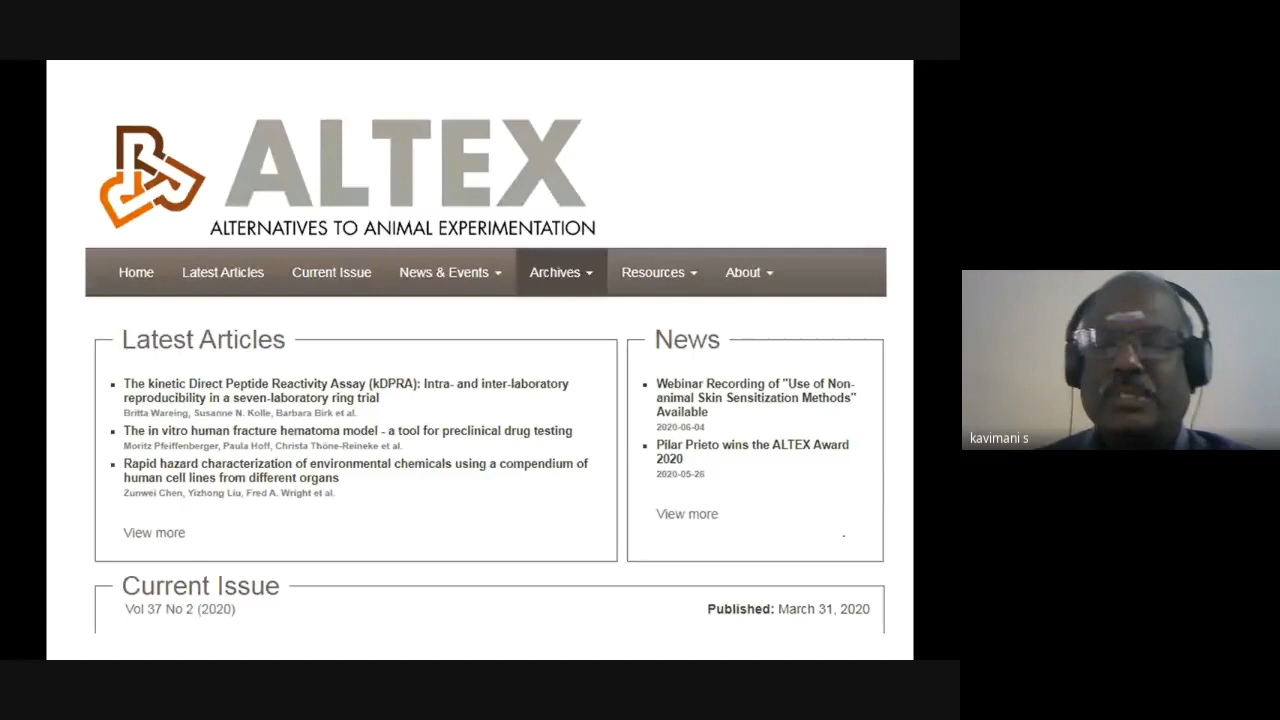 ALTEX
ALTERNATIVES TO ANIMAL EXPERIMENTATION
Home Latest Articles Current Issue News & Events Archives Resources About
Latest Articles
The kinetic Direct Peptide Reactivity Assay (kDPRA): Intra- and inter-laboratory
reproducibility in a seven-laboratory ring trial
Britta Wareing, Susanne N. Kolle, Barbara Birk et al.
The in vitro human fracture hematoma model - a tool for preclinical drug testing
Moritz Pfeiffenberger, Paula Hoff, Christa Thöne-Reineke et al.
Rapid hazard characterization of environmental chemicals using a compendium of
human cell lines from different organs
Zunwei Chen, Yizhong Liu, Fred A. Wright et al.
View more
News
Webinar Recording of "Use of Non-
animal Skin Sensitization Methods"
Available
2020-06-04
Pilar Prieto wins the ALTEX Award
2020
2020-05-26
View more
Current Issue
Vol 37 No 2 (2020)
Published: March 31, 2020
kavimani s